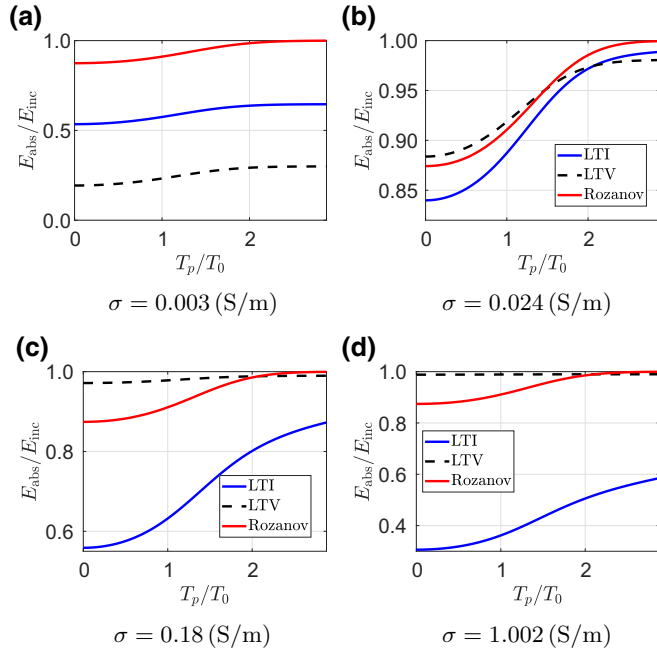 (a)
1.0
0.5
0.0
E_abs/E_inc
0 1 2
T_p/T_0
σ = 0.003 (S/m)
(b)
1.00
0.95
0.90
0.85
E_abs/E_inc
LTI
LTV
Rozanov
0 1 2
T_p/T_0
σ = 0.024 (S/m)
(c)
1.0
0.8
0.6
E_abs/E_inc
LTI
LTV
Rozanov
0 1 2
T_p/T_0
σ = 0.18 (S/m)
(d)
1.0
0.8
0.6
0.4
E_abs/E_inc
LTI
LTV
Rozanov
0 1 2
T_p/T_0
σ = 1.002 (S/m)